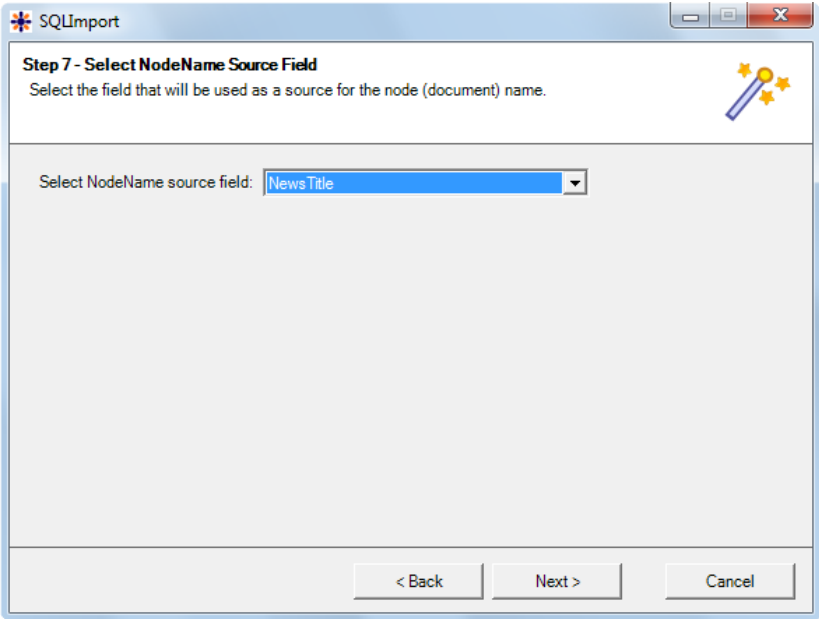 SQLImport
Step 7 - Select NodeName Source Field
Select the field that will be used as a source for the node (document) name.
Select NodeName source field: NewsTitle
< Back Next > Cancel